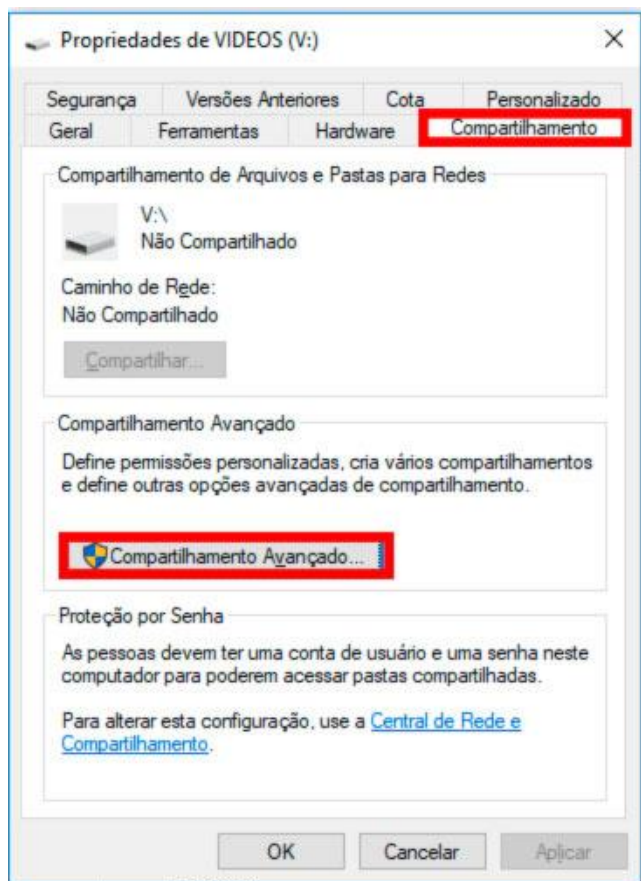 Propriedades de VIDEOS (V:)
Segurança Versões Anteriores Cota Personalizado
Geral Ferramentas Hardware Compartilhamento
Compartilhamento de Arquivos e Pastas para Redes
V:\
Não Compartilhado
Caminho de Rede:
Não Compartilhado
Compartilhar...
Compartilhamento Avançado
Define permissões personalizadas, cria vários compartilhamentos
e define outras opções avançadas de compartilhamento.
Compartilhamento Avançado...
Proteção por Senha
As pessoas devem ter uma conta de usuário e uma senha neste
computador para poderem acessar pastas compartilhadas.
Para alterar esta configuração, use a Central de Rede e
Compartilhamento.
OK Cancelar Aplicar